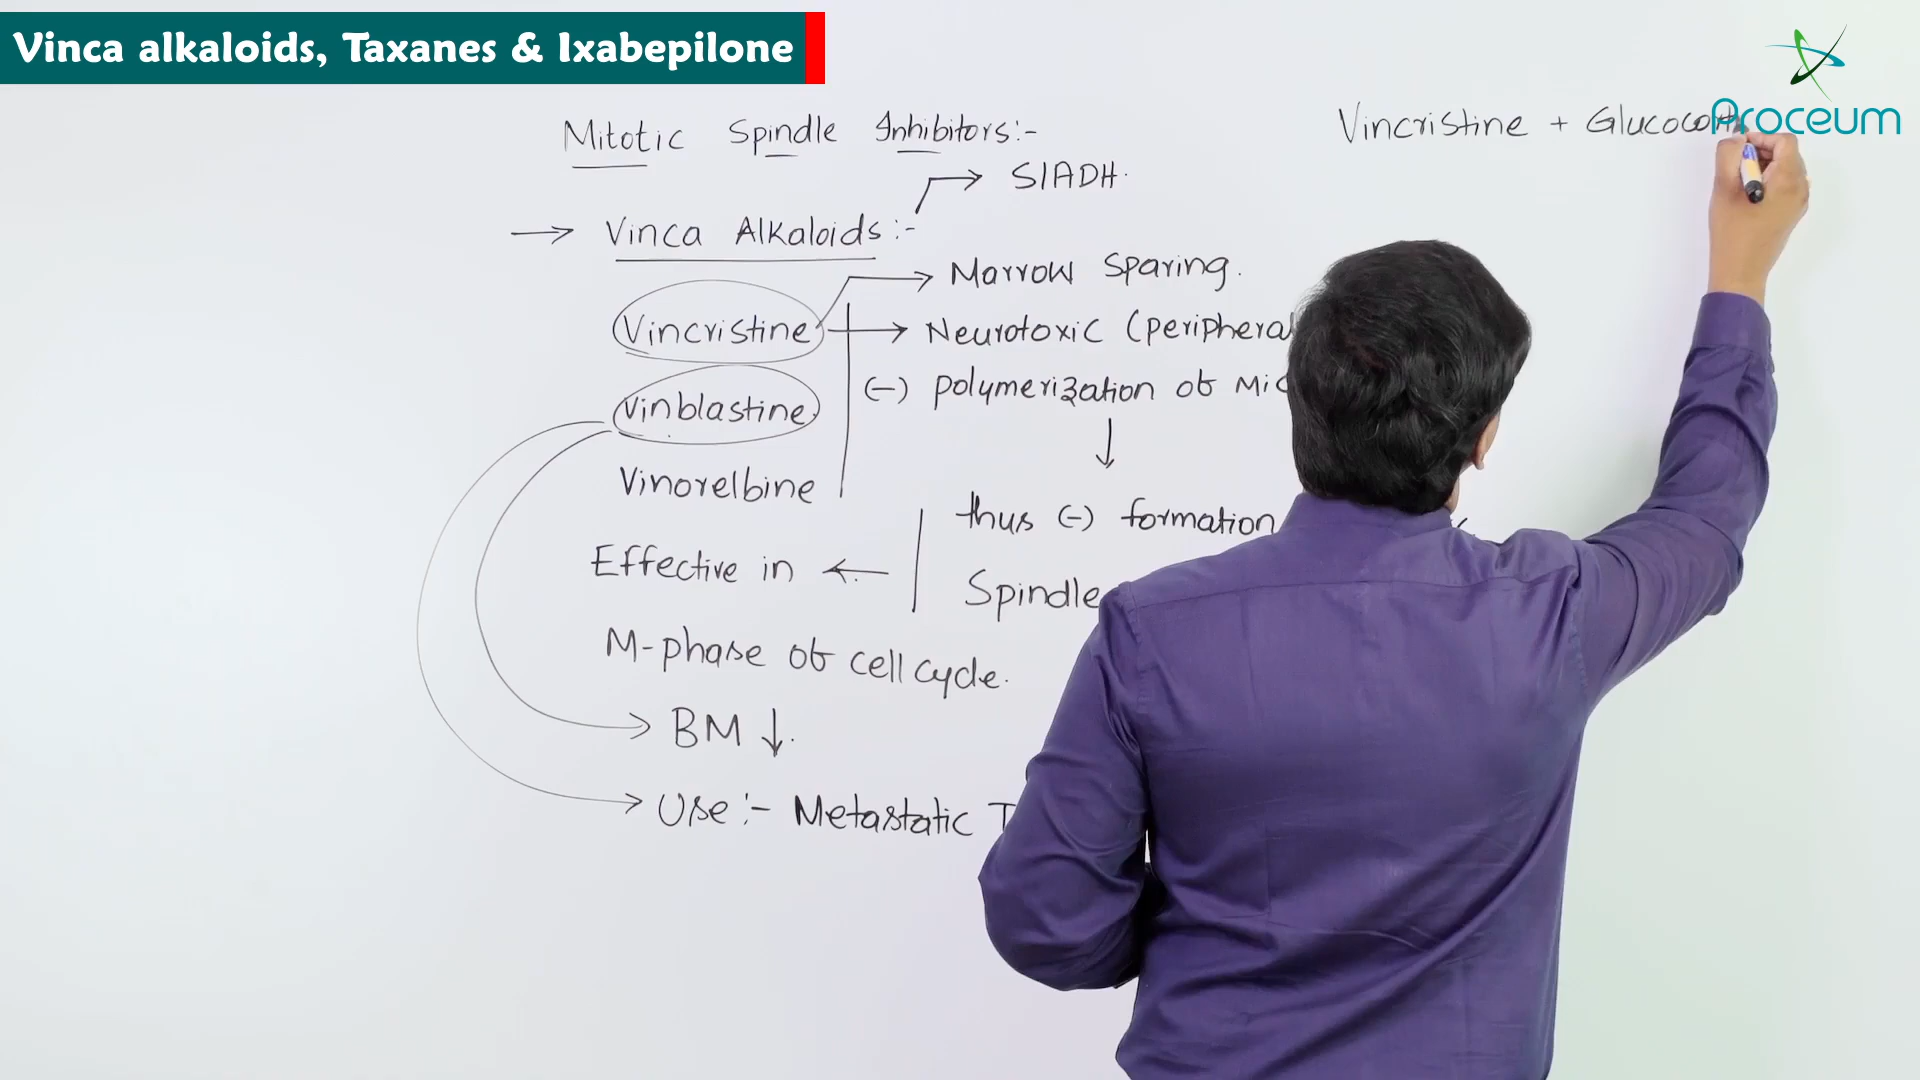 Vinca alkaloids, Taxanes & Ixabepilone
Proceum
Mitotic Spindle Inhibitors:-
Vincristine + Glucoco
SIADH.
Vinca Alkaloids:-
Marrow Sparing.
Vincristine
Neurotoxic (periphera
Vinblastine
(-) polymerization of Mic
Vinorelbine
thus (-) formation
Effective in
Spindle
M-phase of cell cycle.
BM ↓.
Use:- Metastatic T